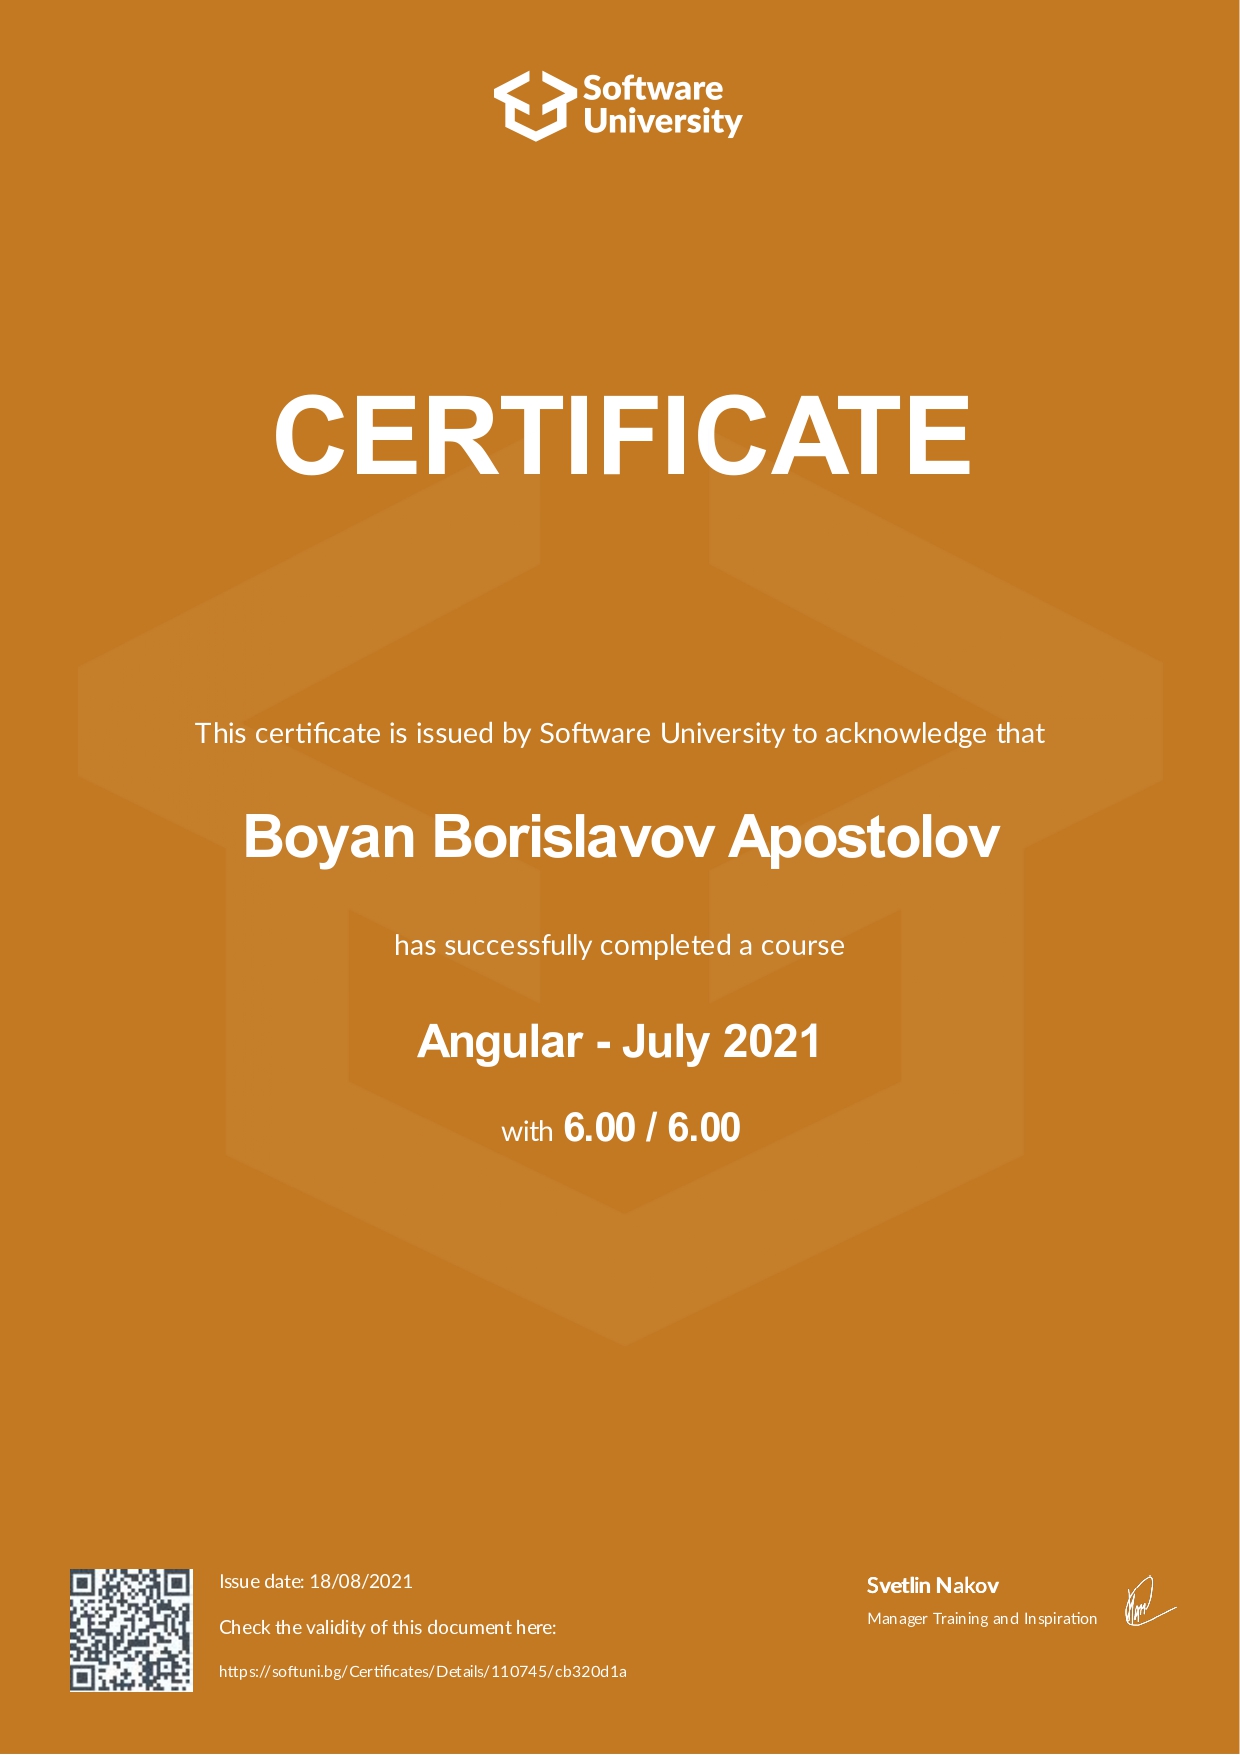 Software
University
CERTIFICATE
This certificate is issued by Software University to acknowledge that
Boyan Borislavov Apostolov
has successfully completed a course
Angular - July 2021
with 6.00 / 6.00
Issue date: 18/08/2021
Check the validity of this document here:
https://softuni.bg/Certificates/Details/110745/cb320d1a
Svetlin Nakov
Manager Training and Inspiration